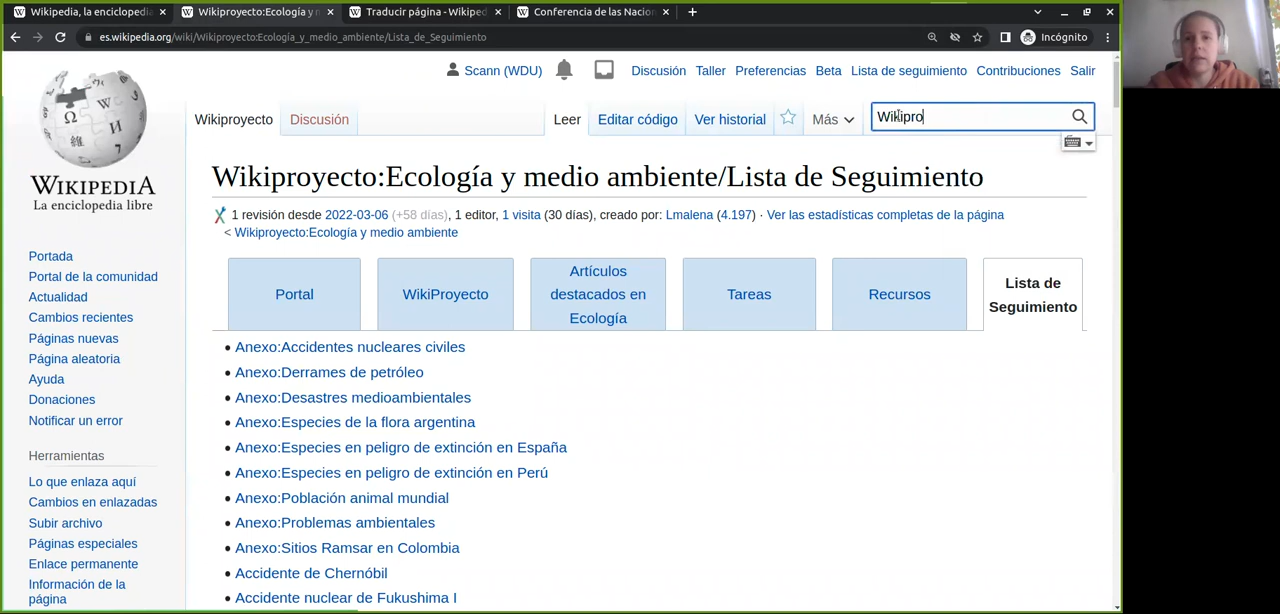 Wikipedia, la enciclopedia
Wikiproyecto:Ecología y m
Traducir página - Wikiped
Conferencia de las Nacion
es.wikipedia.org/wiki/Wikiproyecto:Ecología_y_medio_ambiente/Lista_de_Seguimiento
Incógnito
Scann (WDU)
Discusión
Taller
Preferencias
Beta
Lista de seguimiento
Contribuciones
Salir
Wikiproyecto
Discusión
Leer
Editar código
Ver historial
Más
Wikipro
WIKIPEDIA
La enciclopedia libre
Portada
Portal de la comunidad
Actualidad
Cambios recientes
Páginas nuevas
Página aleatoria
Ayuda
Donaciones
Notificar un error
Herramientas
Lo que enlaza aquí
Cambios en enlazadas
Subir archivo
Páginas especiales
Enlace permanente
Información de la
página
Wikiproyecto:Ecología y medio ambiente/Lista de Seguimiento
1 revisión desde 2022-03-06 (+58 días), 1 editor, 1 visita (30 días), creado por: Lmalena (4.197) · Ver las estadísticas completas de la página
< Wikiproyecto:Ecología y medio ambiente
Portal
WikiProyecto
Artículos
destacados en
Ecología
Tareas
Recursos
Lista de
Seguimiento
• Anexo:Accidentes nucleares civiles
• Anexo:Derrames de petróleo
• Anexo:Desastres medioambientales
• Anexo:Especies de la flora argentina
• Anexo:Especies en peligro de extinción en España
• Anexo:Especies en peligro de extinción en Perú
• Anexo:Población animal mundial
• Anexo:Problemas ambientales
• Anexo:Sitios Ramsar en Colombia
• Accidente de Chernóbil
• Accidente nuclear de Fukushima I